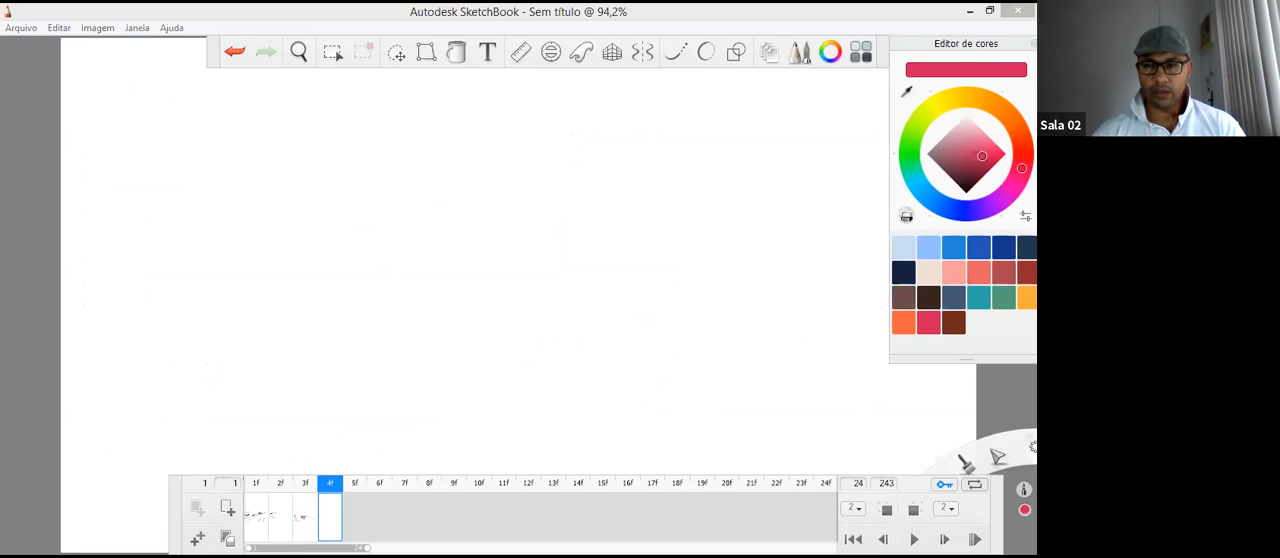 Autodesk SketchBook - Sem título @ 94,2%
Arquivo Editar Imagem Janela Ajuda
T
Editor de cores
Sala 02
1 1 1f 2f 3f 4f 5f 6f 7f 8f 9f 10f 11f 12f 13f 14f 15f 16f 17f 18f 19f 20f 21f 22f 23f 24f 24 243
2 2